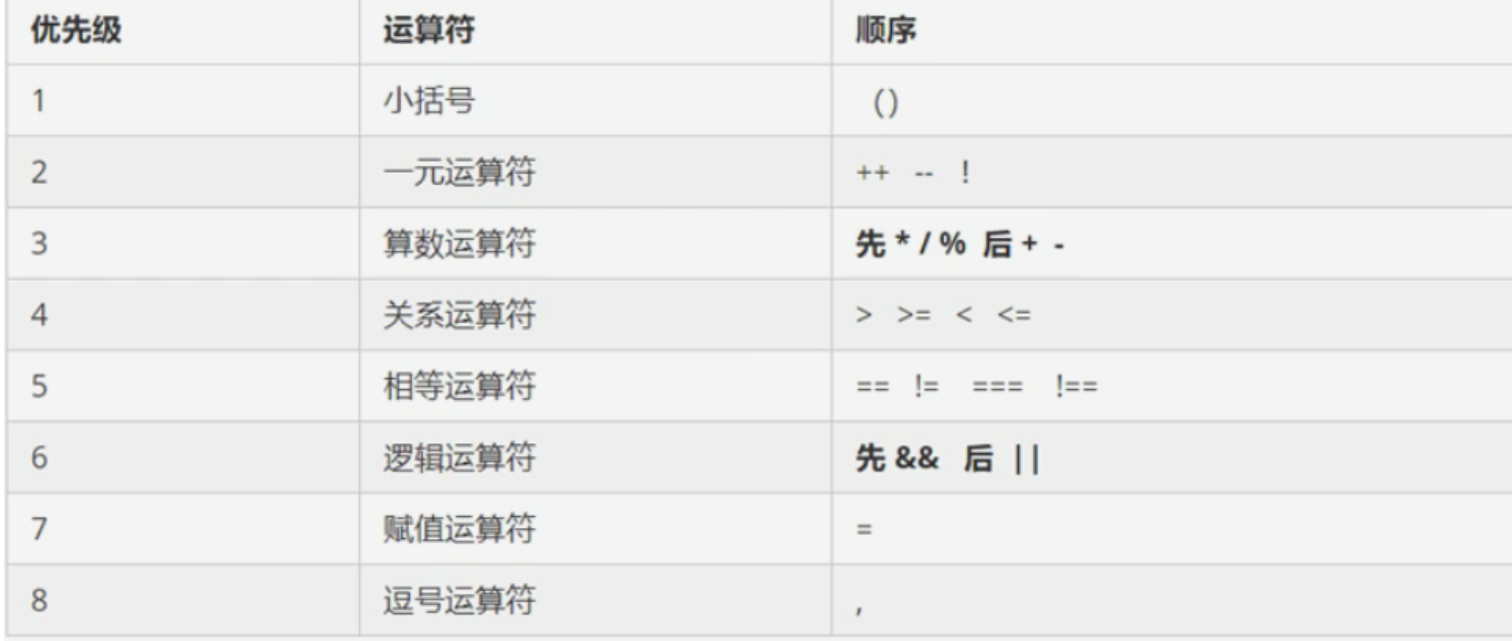 优先级 运算符 顺序
1 小括号 ()
2 一元运算符 ++ -- !
3 算数运算符 先 * / % 后 + -
4 关系运算符 > >= < <=
5 相等运算符 == != === !==
6 逻辑运算符 先 && 后 ||
7 赋值运算符 =
8 逗号运算符 ,